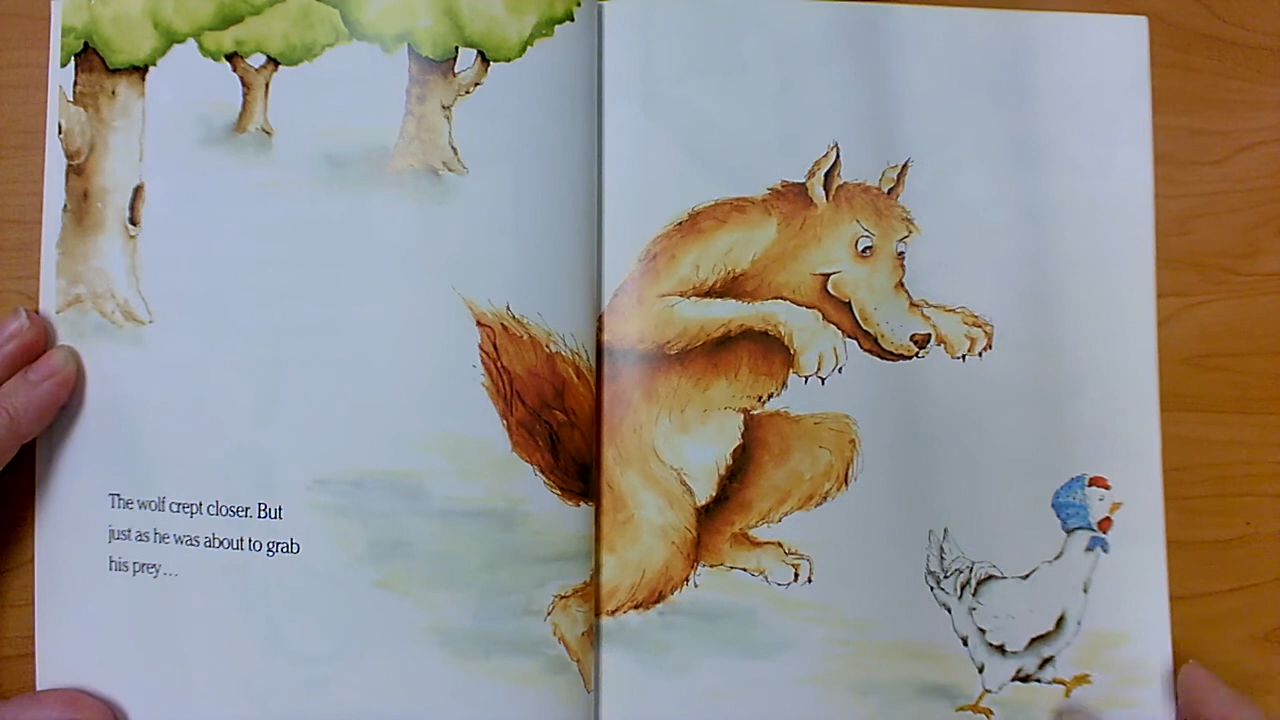 The wolf crept closer. But
just as he was about to grab
his prey...